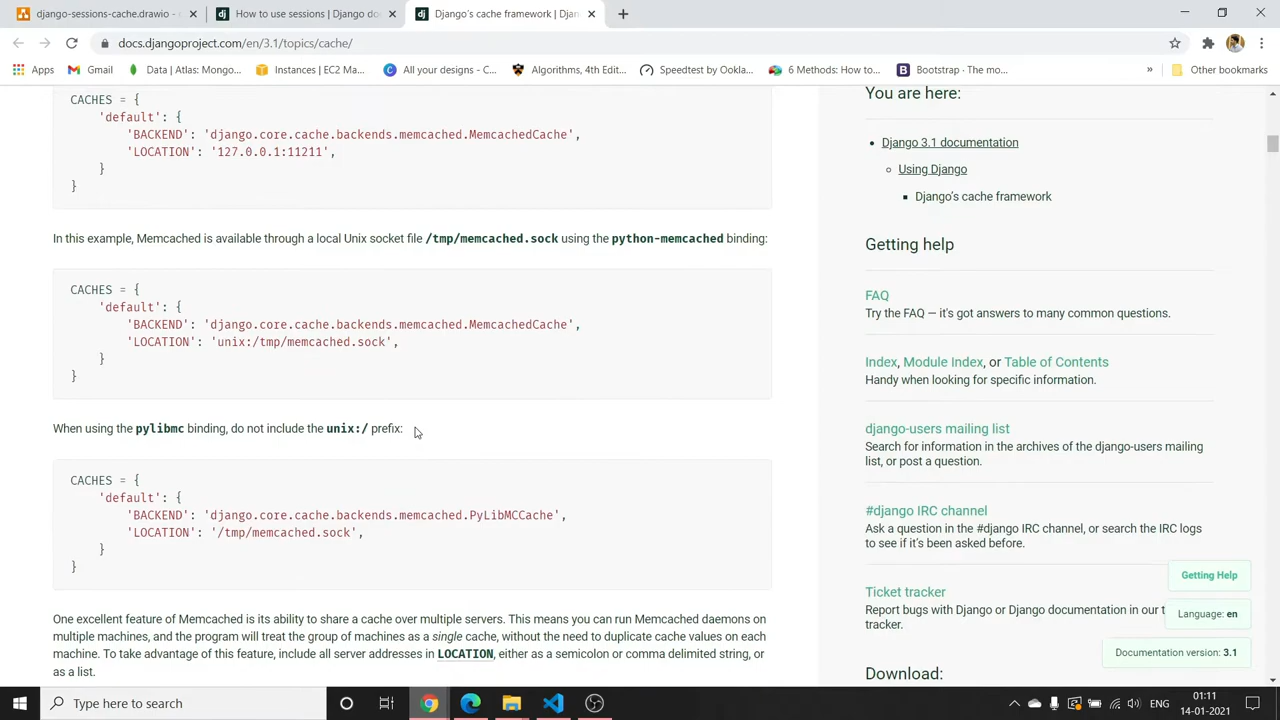 django-sessions-cache.drawio -
How to use sessions | Django do
Django's cache framework | Djan
docs.djangoproject.com/en/3.1/topics/cache/
Apps
Gmail
Data | Atlas: Mongo...
Instances | EC2 Ma...
All your designs - C...
Algorithms, 4th Edit...
Speedtest by Ookla...
6 Methods: How to...
Bootstrap · The mo...
»
Other bookmarks
CACHES = {
'default': {
'BACKEND': 'django.core.cache.backends.memcached.MemcachedCache',
'LOCATION': '127.0.0.1:11211',
}
}
In this example, Memcached is available through a local Unix socket file /tmp/memcached.sock using the python-memcached binding:
CACHES = {
'default': {
'BACKEND': 'django.core.cache.backends.memcached.MemcachedCache',
'LOCATION': 'unix:/tmp/memcached.sock',
}
}
When using the pylibmc binding, do not include the unix:/ prefix:
CACHES = {
'default': {
'BACKEND': 'django.core.cache.backends.memcached.PyLibMCCache',
'LOCATION': '/tmp/memcached.sock',
}
}
One excellent feature of Memcached is its ability to share a cache over multiple servers. This means you can run Memcached daemons on
multiple machines, and the program will treat the group of machines as a single cache, without the need to duplicate cache values on each
machine. To take advantage of this feature, include all server addresses in LOCATION, either as a semicolon or comma delimited string, or
as a list.
You are here:
Django 3.1 documentation
Using Django
Django's cache framework
Getting help
FAQ
Try the FAQ — it's got answers to many common questions.
Index, Module Index, or Table of Contents
Handy when looking for specific information.
django-users mailing list
Search for information in the archives of the django-users mailing
list, or post a question.
#django IRC channel
Ask a question in the #django IRC channel, or search the IRC logs
to see if it's been asked before.
Ticket tracker
Report bugs with Django or Django documentation in our t
tracker.
Download:
Getting Help
Language: en
Documentation version: 3.1
Type here to search
ENG
01:11
14-01-2021